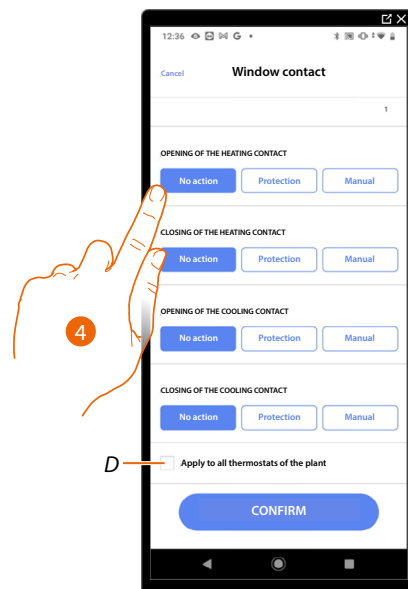 12:36 G
Cancel Window contact
1
OPENING OF THE HEATING CONTACT
No action Protection Manual
CLOSING OF THE HEATING CONTACT
No action Protection Manual
4
OPENING OF THE COOLING CONTACT
No action Protection Manual
CLOSING OF THE COOLING CONTACT
No action Protection Manual
D Apply to all thermostats of the plant
CONFIRM